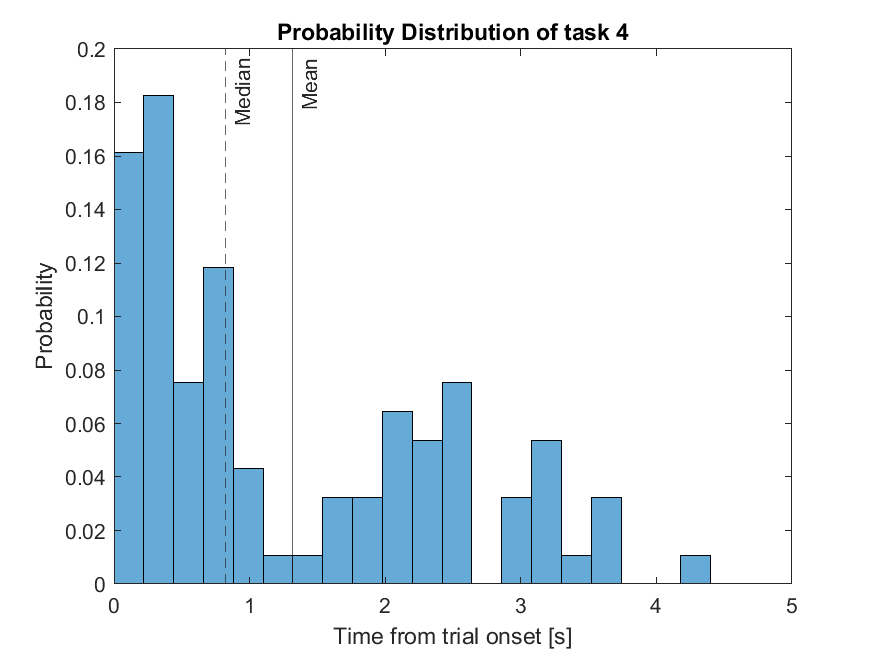 Probability Distribution of task 4
0.2
0.18
0.16
0.14
0.12
0.1
0.08
0.06
0.04
0.02
0
Probability
Median
Mean
0 1 2 3 4 5
Time from trial onset [s]